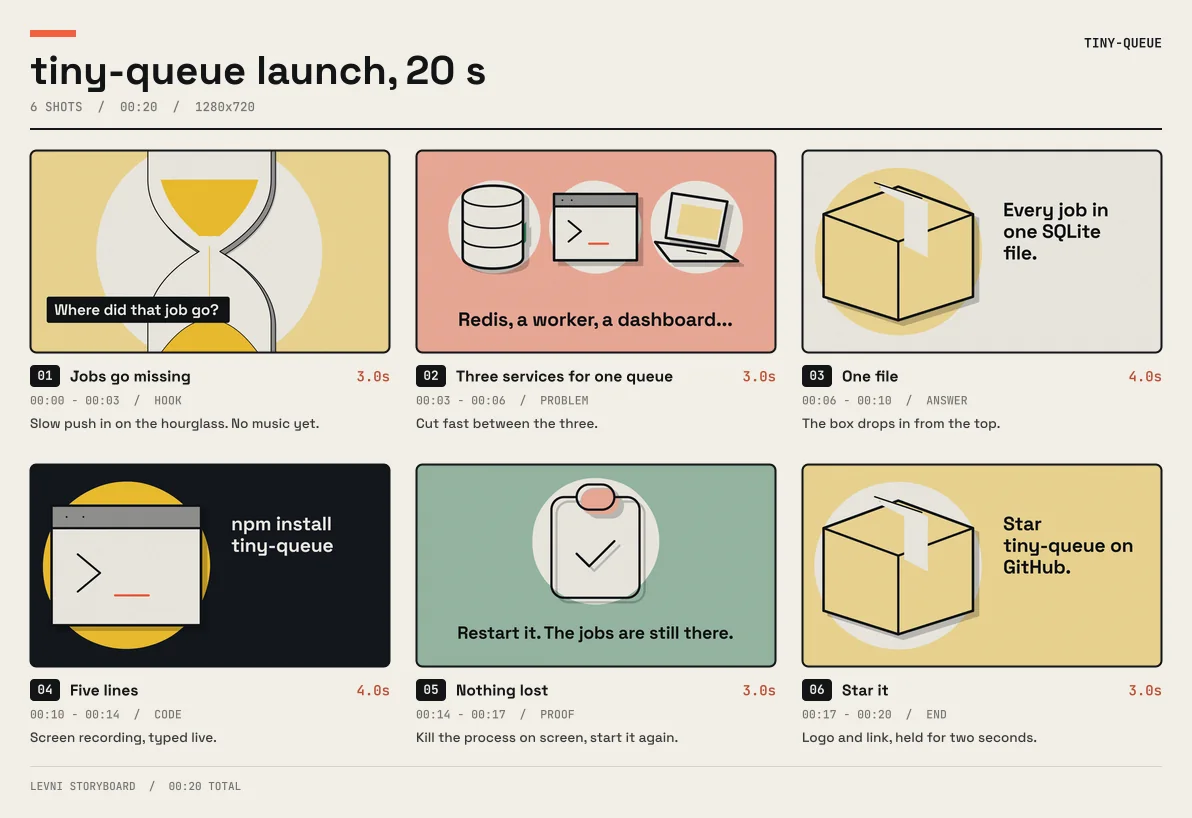 TINY-QUEUE
tiny-queue launch, 20 s
6 SHOTS / 00:20 / 1280x720
Where did that job go?
01 Jobs go missing 3.0s
00:00 - 00:03 / HOOK
Slow push in on the hourglass. No music yet.
Redis, a worker, a dashboard...
02 Three services for one queue 3.0s
00:03 - 00:06 / PROBLEM
Cut fast between the three.
Every job in
one SQLite
file.
03 One file 4.0s
00:06 - 00:10 / ANSWER
The box drops in from the top.
npm install
tiny-queue
04 Five lines 4.0s
00:10 - 00:14 / CODE
Screen recording, typed live.
Restart it. The jobs are still there.
05 Nothing lost 3.0s
00:14 - 00:17 / PROOF
Kill the process on screen, start it again.
Star
tiny-queue on
GitHub.
06 Star it 3.0s
00:17 - 00:20 / END
Logo and link, held for two seconds.
LEVNI STORYBOARD / 00:20 TOTAL